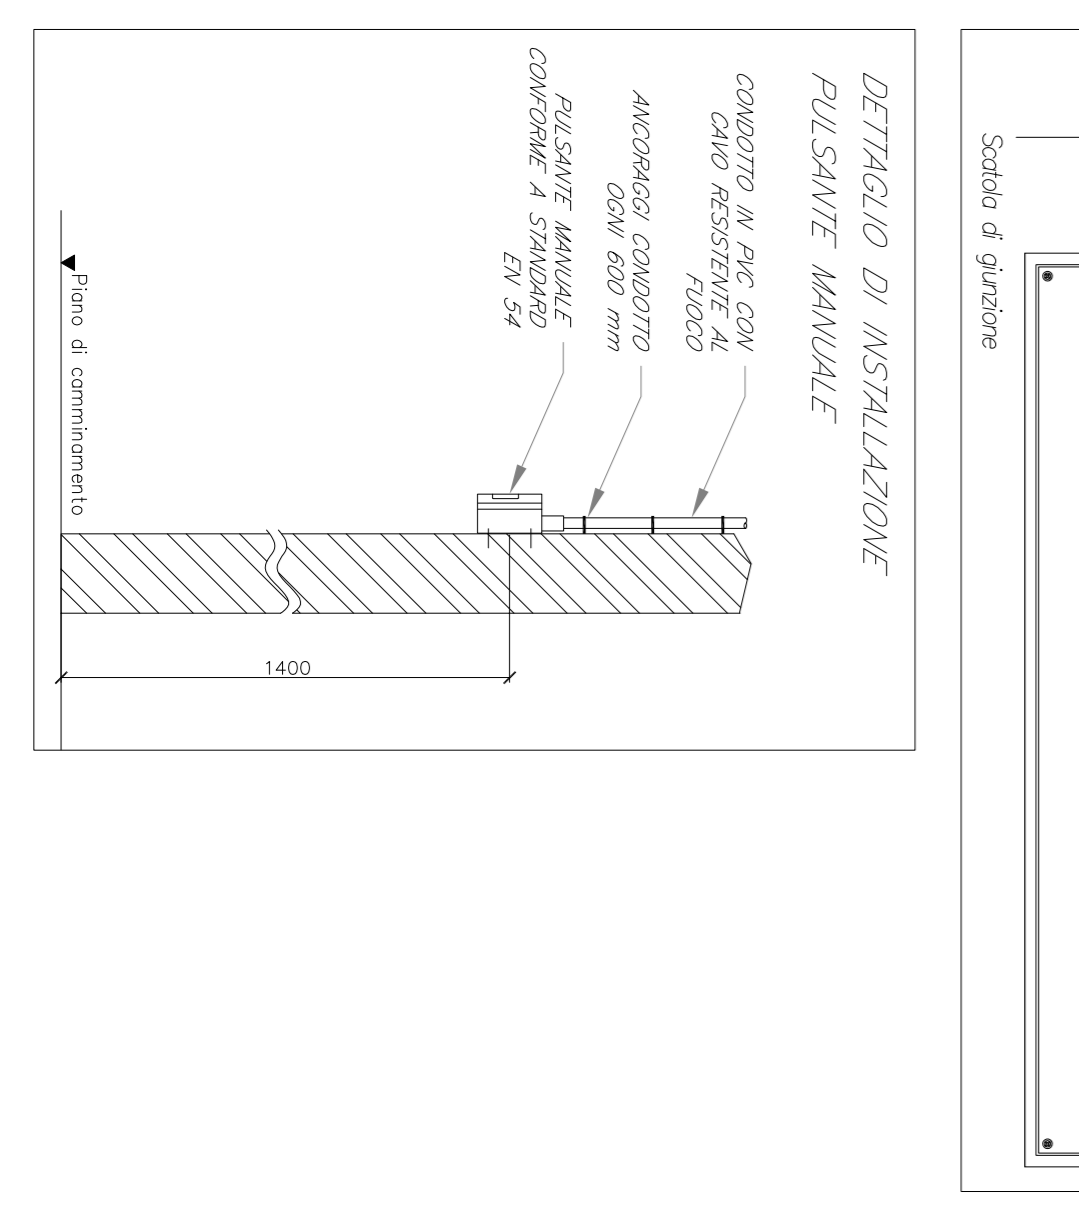 DETTAGLIO DI INSTALLAZIONE
PULSANTE MANUALE
CONDOTTO IN PVC CON
CAVO RESISTENTE AL
FUOCO
ANCORAGGI CONDOTTO
OGNI 600 mm
PULSANTE MANUALE
CONFORME A STANDARD
EN 54
1400
Piano di camminamento
Scatola di giunzione